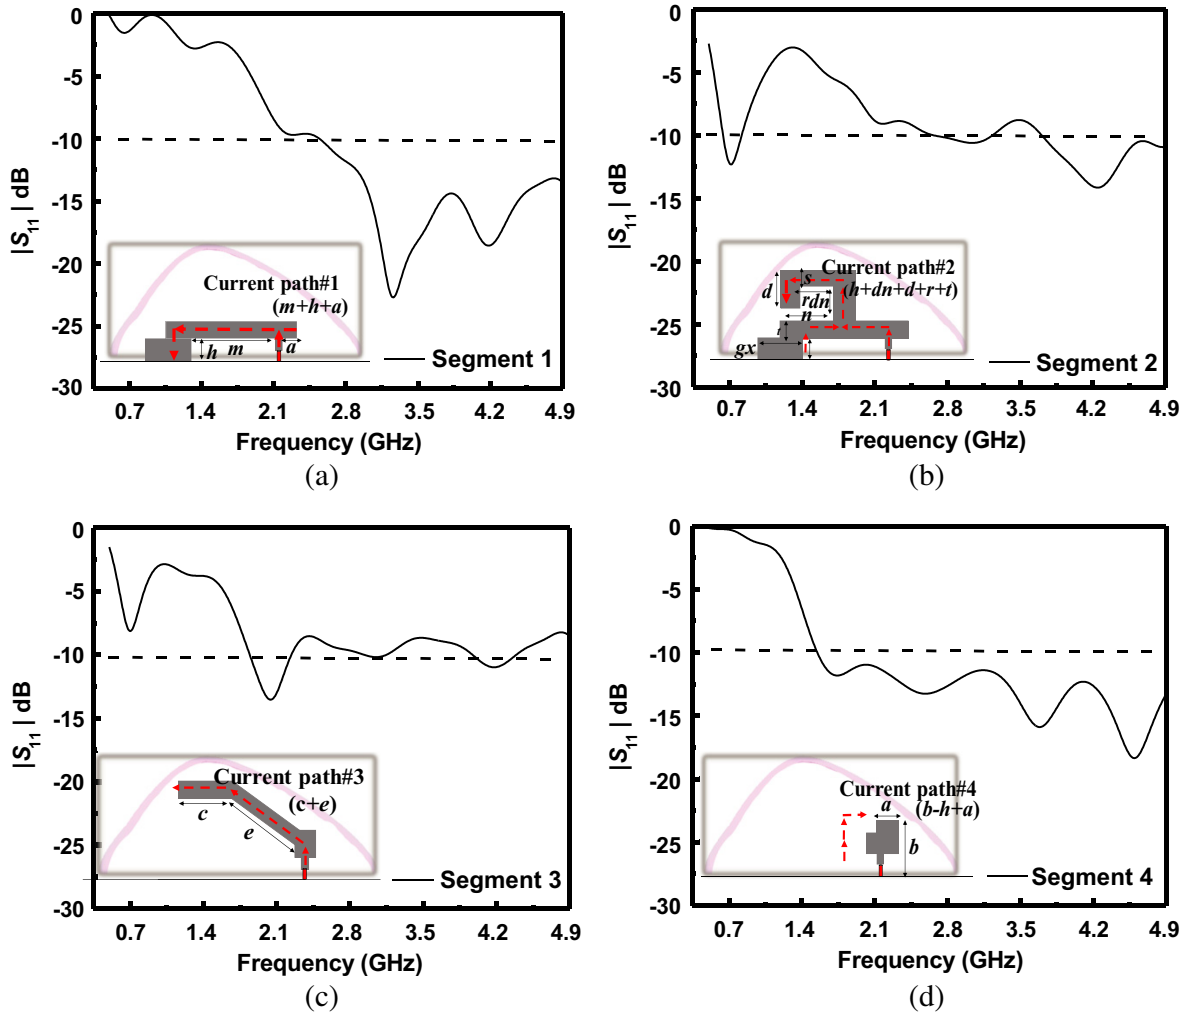 0
-5
-10
-15
-20
-25
-30
|S11| dB
Current path#1
(m+h+a)
h m a
Segment 1
0.7 1.4 2.1 2.8 3.5 4.2 4.9
Frequency (GHz)
(a)
0
-5
-10
-15
-20
-25
-30
|S11| dB
Current path#2
(h+dn+d+r+t)
d s
r dn
n
t
gx
Segment 2
0.7 1.4 2.1 2.8 3.5 4.2 4.9
Frequency (GHz)
(b)
0
-5
-10
-15
-20
-25
-30
|S11| dB
Current path#3
(c+e)
c
e
Segment 3
0.7 1.4 2.1 2.8 3.5 4.2 4.9
Frequency (GHz)
(c)
0
-5
-10
-15
-20
-25
-30
|S11| dB
Current path#4
a (b-h+a)
b
Segment 4
0.7 1.4 2.1 2.8 3.5 4.2 4.9
Frequency (GHz)
(d)